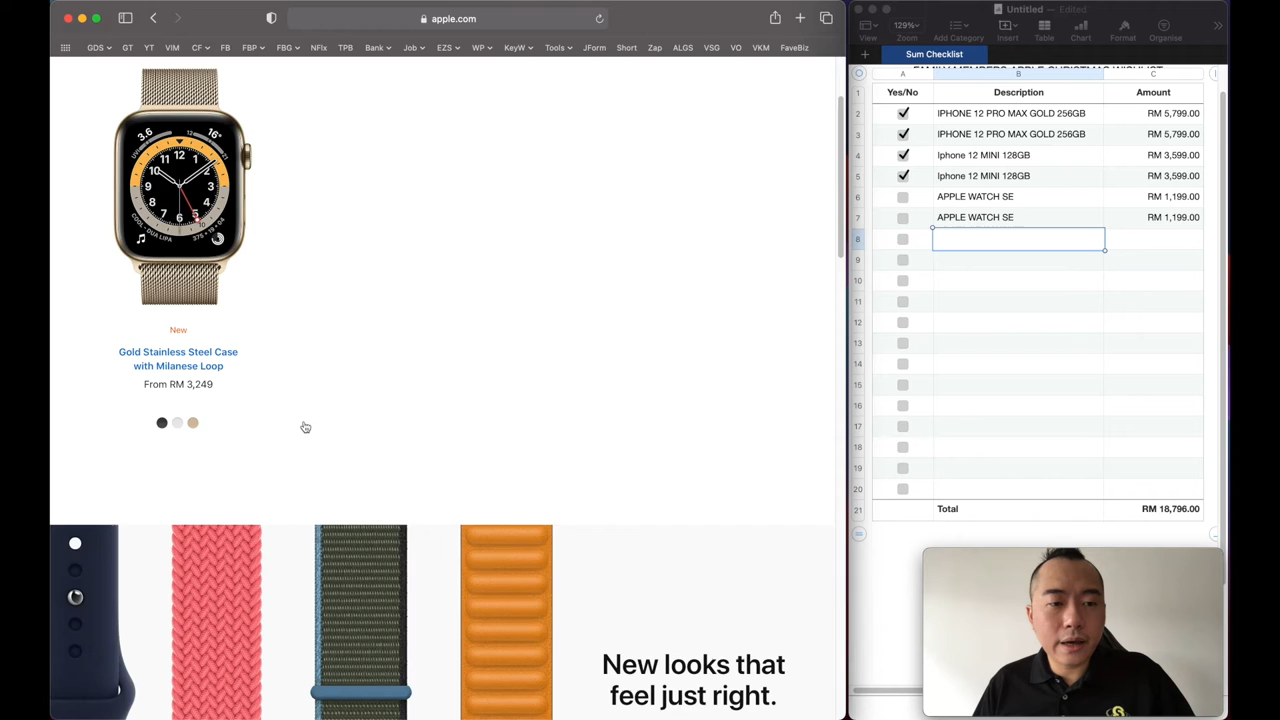 apple.com
GDS GT YT VIM CF FB FBP FBG NFlx TPB Bank Job EZS WP KeyW Tools JForm Short Zap ALGS VSG VO VKM FaveBiz
3.6
16°
New
Gold Stainless Steel Case
with Milanese Loop
From RM 3,249
New looks that
feel just right.
Untitled — Edited
129%
View Zoom Add Category Insert Table Chart Format Organise
Sum Checklist
A B C
1 Yes/No Description Amount
2 IPHONE 12 PRO MAX GOLD 256GB RM 5,799.00
3 IPHONE 12 PRO MAX GOLD 256GB RM 5,799.00
4 Iphone 12 MINI 128GB RM 3,599.00
5 Iphone 12 MINI 128GB RM 3,599.00
6 APPLE WATCH SE RM 1,199.00
7 APPLE WATCH SE RM 1,199.00
8
9
10
11
12
13
14
15
16
17
18
19
20
21 Total RM 18,796.00